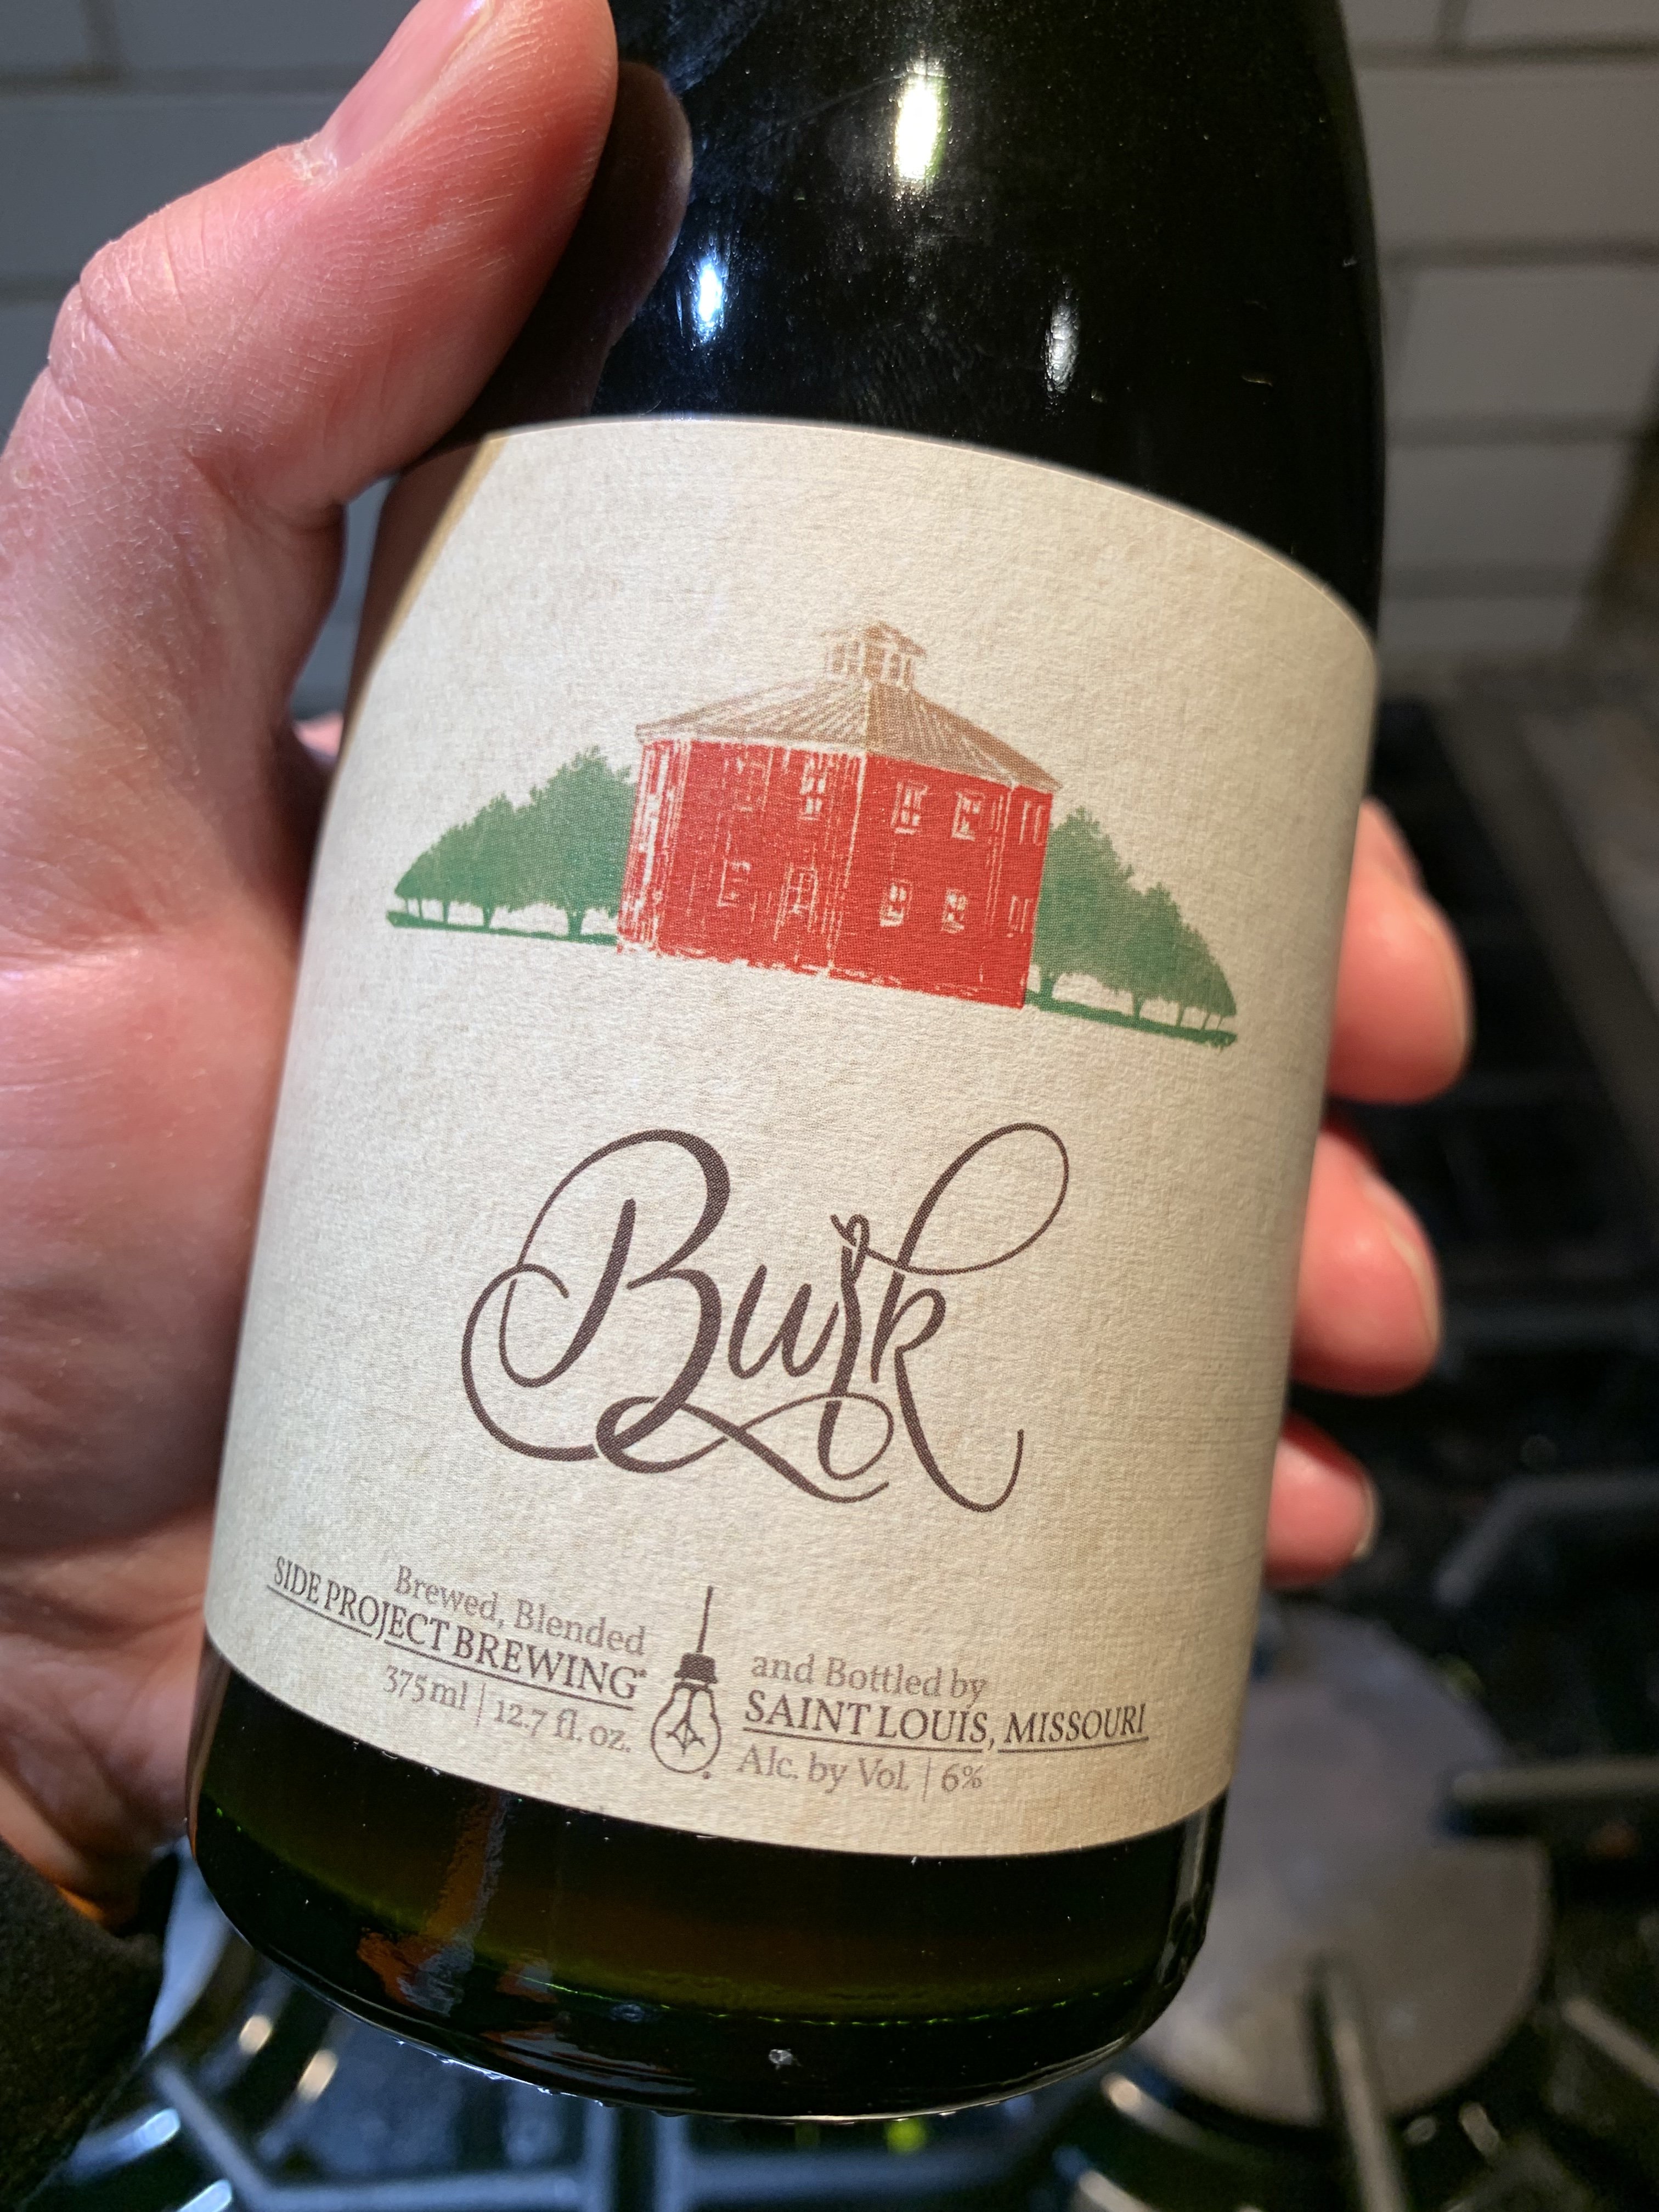 Busk
Brewed, Blended and Bottled by
SIDE PROJECT BREWING SAINT LOUIS, MISSOURI
375ml | 12.7 fl. oz. Alc. by Vol. | 6%